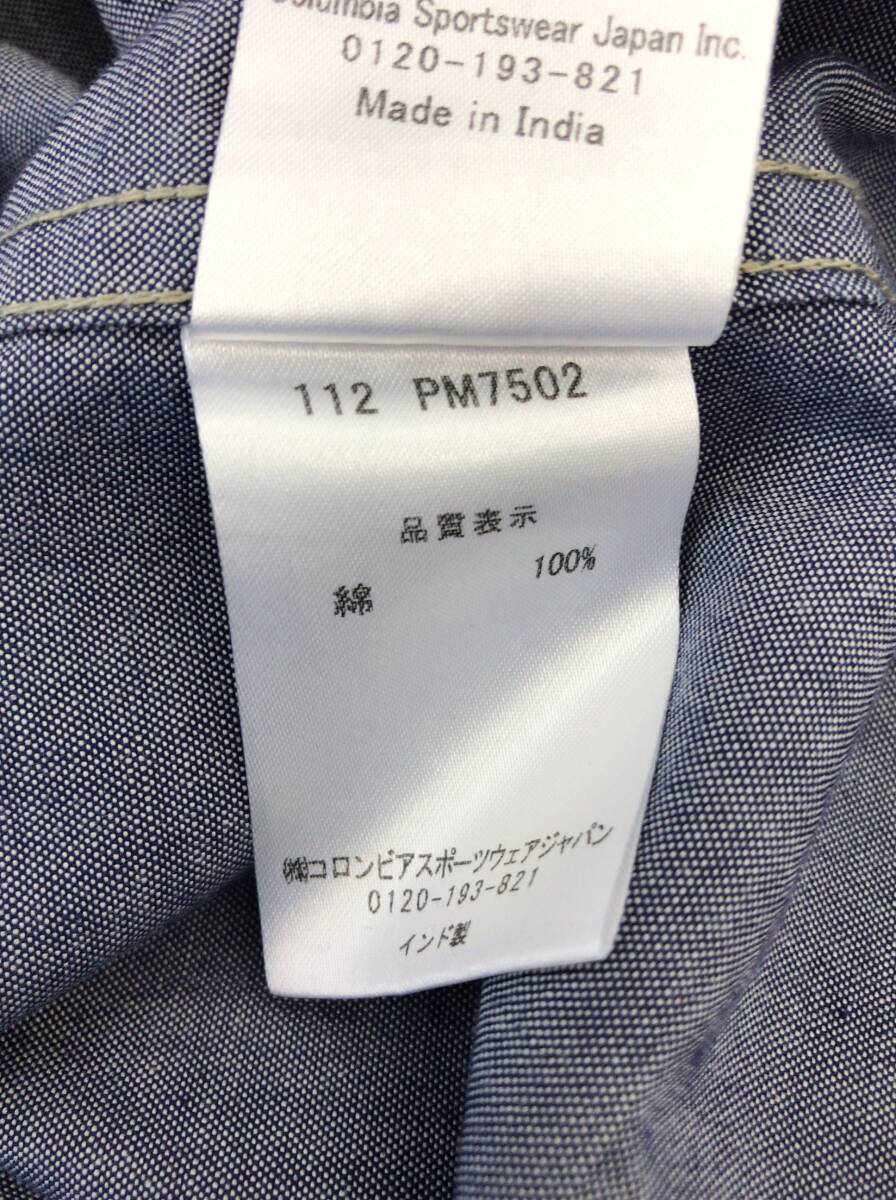 Columbia Sportswear Japan Inc.
0120-193-821
Made in India
112 PM7502
品質表示
綿 100%
㈱コロンビアスポーツウェアジャパン
0120-193-821
インド製